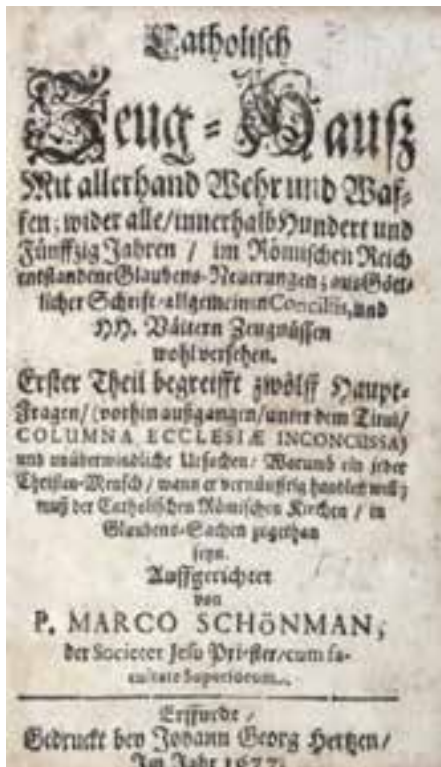 Catholisch
Zeug-Hauß
Mit allerhand Wehr und Waf-
fen; wider alle/innerhalb Hundert und
Fünffzig Jahren / im Römischen Reich
entstandene Glaubens-Neuerungen; aus Gött-
licher Schrift-allgemeinen Conciliis, und
HH. Vättern Zeugnüssen
wohl versehen.
Erster Theil begreifft zwölff Haupt-
Fragen/(vorhin außgangen/unter dem Titul/
COLUMNA ECCLESIÆ INCONCUSSA)
und unüberwindliche Ursachen/ Warumb ein jeder
Christen-Mensch / wann er vernünfftig handlen will;
muß der Catholischen Römischen Kirchen / in
Glaubens-Sachen zugethan
seyn.
Auffgerichtet
von
P. MARCO SCHÖNMAN,
der Societet Jesu Priester/cum fa-
cultate Superiorum.
Erffurdt /
Gedruckt bey Johann Georg Hertzen/
Im Jahr 1677.